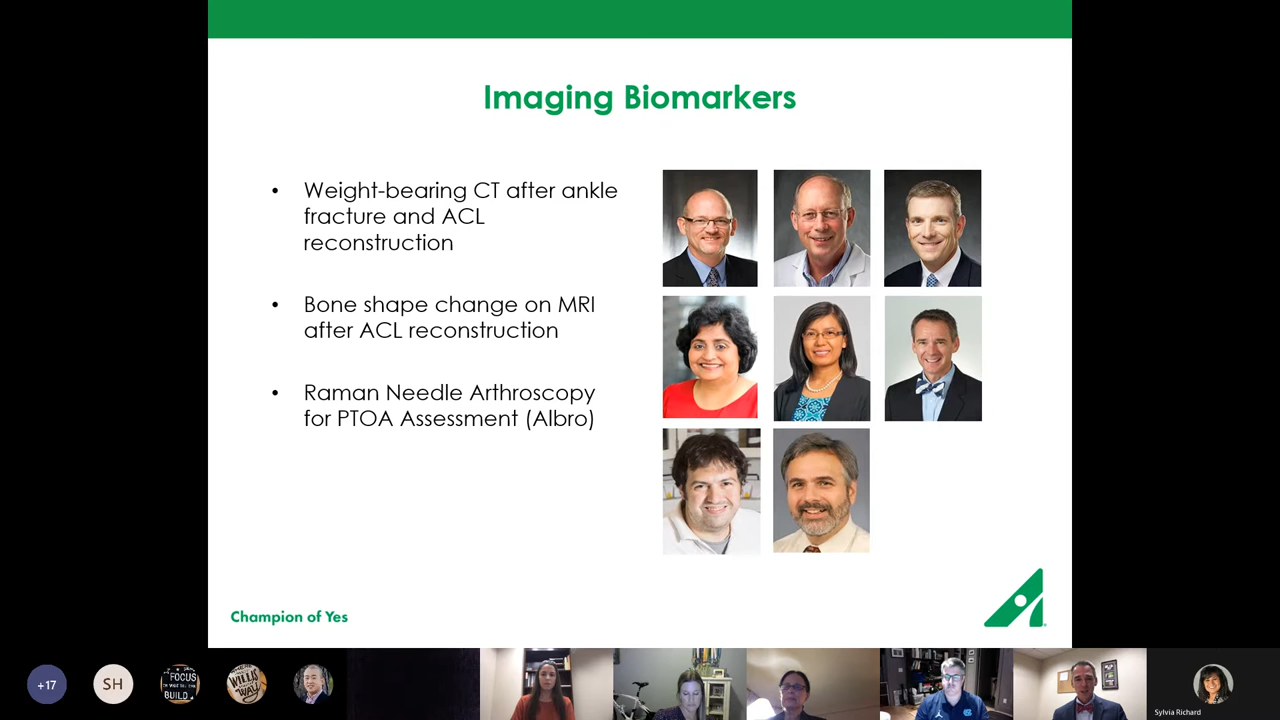 Imaging Biomarkers
• Weight-bearing CT after ankle
fracture and ACL
reconstruction
• Bone shape change on MRI
after ACL reconstruction
• Raman Needle Arthroscopy
for PTOA Assessment (Albro)
Champion of Yes
+17
SH
FOCUS
BUILD
Sylvia Richard